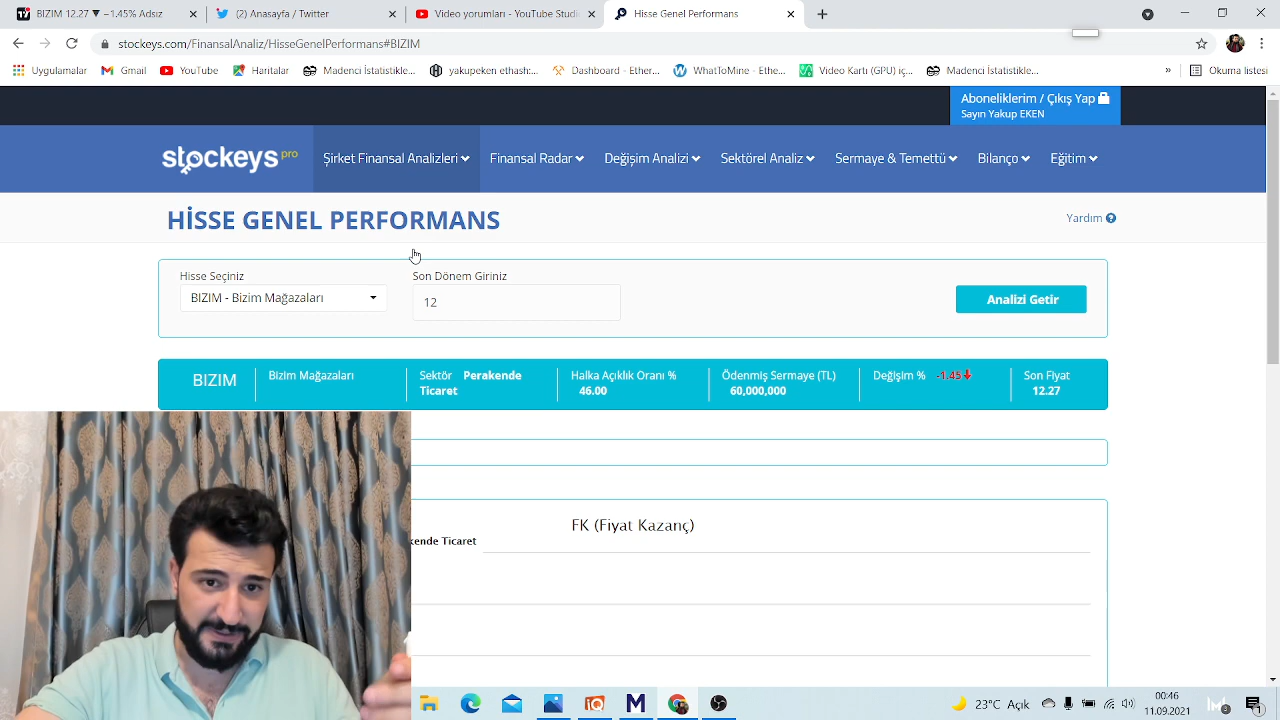 BIZIM 12.27 ▼ −1.45% Adsız
(2) Anasayfa / Twitter
Video yorumları - YouTube Studi
Hisse Genel Performans
stockeys.com/FinansalAnaliz/HisseGenelPerformans#BIZIM
Uygulamalar
Gmail
YouTube
Haritalar
Madenci İstatistikle...
yakupeken ethash:...
Dashboard - Ether...
WhatToMine - Ethe...
Video Kartı (GPU) iç...
Madenci İstatistikle...
»
Okuma listesi
Aboneliklerim / Çıkış Yap
Sayın Yakup EKEN
stockeys pro
Şirket Finansal Analizleri
Finansal Radar
Değişim Analizi
Sektörel Analiz
Sermaye & Temettü
Bilanço
Eğitim
HİSSE GENEL PERFORMANS
Yardım
Hisse Seçiniz
Son Dönem Giriniz
BIZIM - Bizim Mağazaları
12
Analizi Getir
BIZIM
Bizim Mağazaları
Sektör Perakende
Ticaret
Halka Açıklık Oranı %
46.00
Ödenmiş Sermaye (TL)
60,000,000
Değişim % -1.45
Son Fiyat
12.27
FK (Fiyat Kazanç)
kende Ticaret
23°C Açık
00:46
11.09.2021